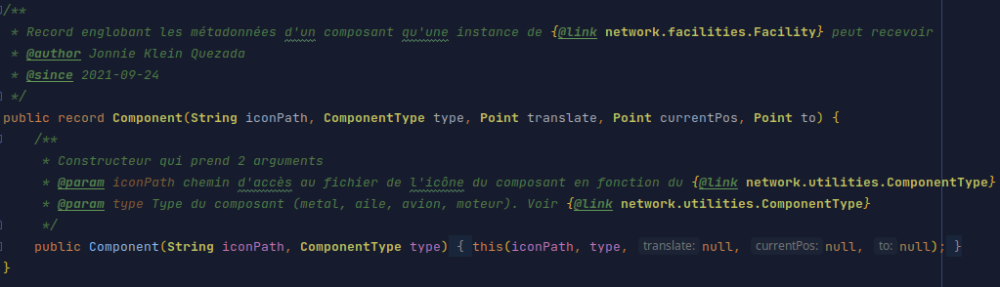 /**
* Record englobant les métadonnées d'un composant qu'une instance de {@link network.facilities.Facility} peut recevoir
* @author Jonnie Klein Quezada
* @since 2021-09-24
*/
public record Component(String iconPath, ComponentType type, Point translate, Point currentPos, Point to) {
/**
* Constructeur qui prend 2 arguments
* @param iconPath chemin d'accès au fichier de l'icône du composant en fonction du {@link network.utilities.ComponentType}
* @param type Type du composant (metal, aile, avion, moteur). Voir {@link network.utilities.ComponentType}
*/
public Component(String iconPath, ComponentType type) { this(iconPath, type, translate: null, currentPos: null, to: null); }
}